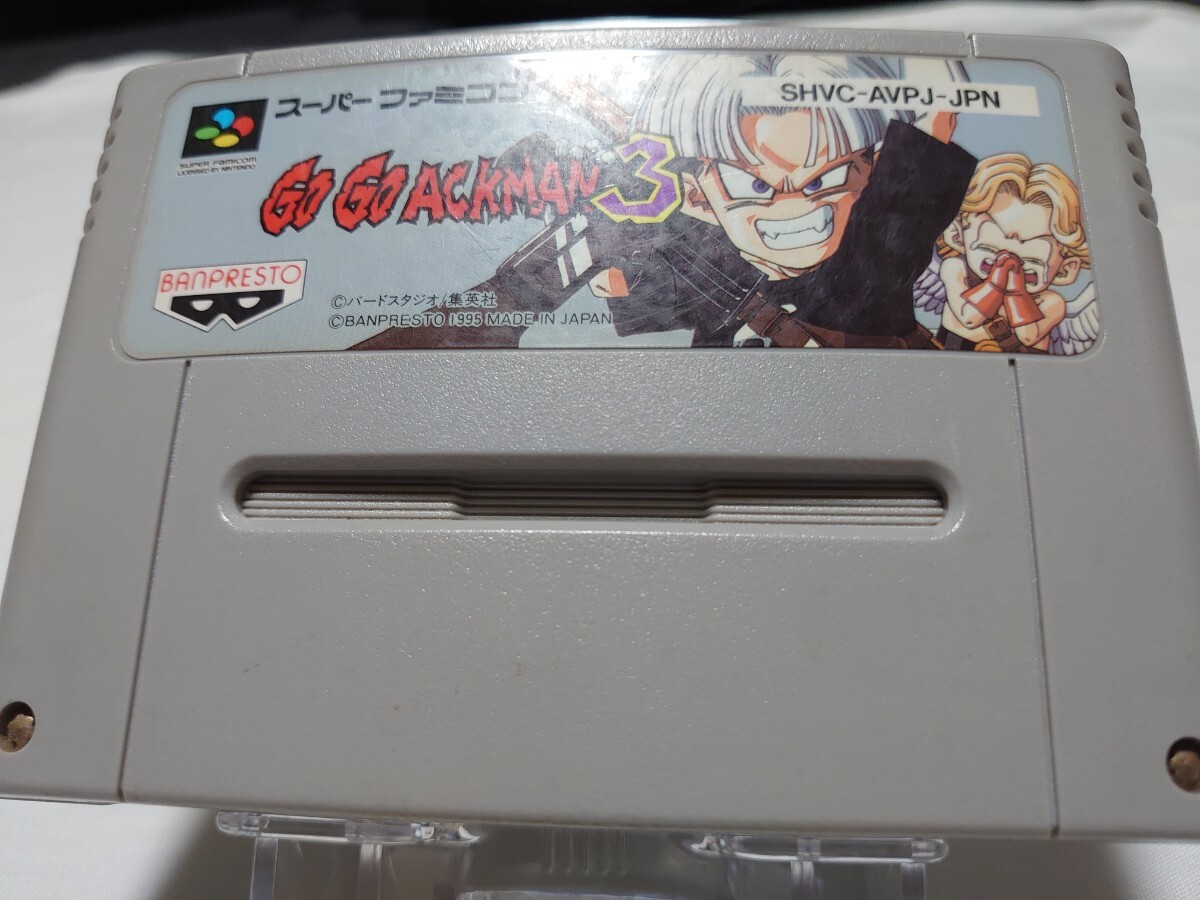 スーパーファミコン
SHVC-AVPJ-JPN
SUPER FAMICOM
LICENSED BY NINTENDO
GO GO ACKMAN 3
BANPRESTO
©バードスタジオ/集英社
©BANPRESTO 1995 MADE IN JAPAN